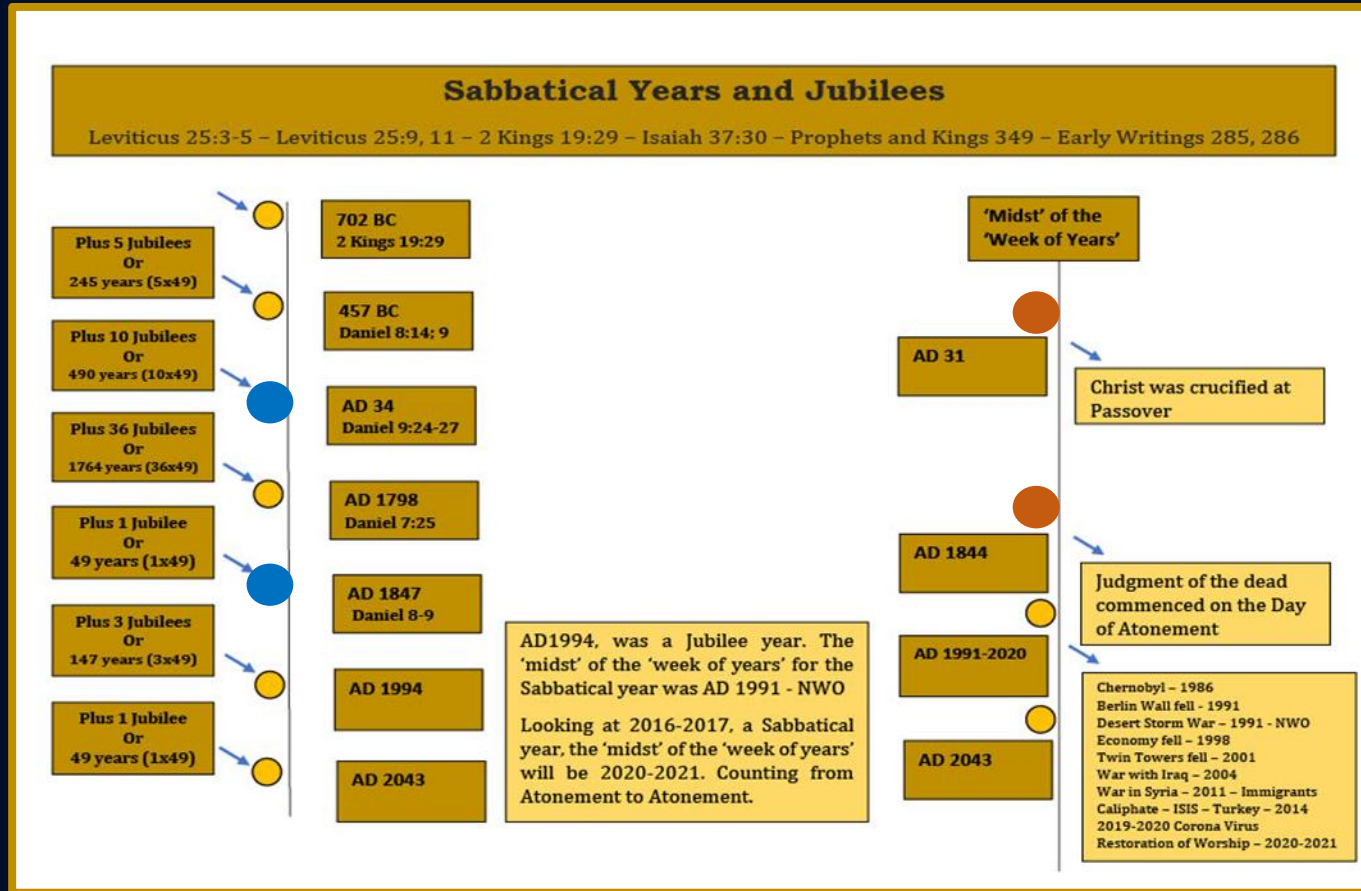 Sabbatical Years and Jubilees
Leviticus 25:3-5 – Leviticus 25:9, 11 – 2 Kings 19:29 – Isaiah 37:30 – Prophets and Kings 349 – Early Writings 285, 286
702 BC
2 Kings 19:29
Plus 5 Jubilees
Or
245 years (5x49)
457 BC
Daniel 8:14; 9
Plus 10 Jubilees
Or
490 years (10x49)
AD 34
Daniel 9:24-27
Plus 36 Jubilees
Or
1764 years (36x49)
AD 1798
Daniel 7:25
Plus 1 Jubilee
Or
49 years (1x49)
AD 1847
Daniel 8-9
Plus 3 Jubilees
Or
147 years (3x49)
AD 1994
Plus 1 Jubilee
Or
49 years (1x49)
AD 2043
AD1994, was a Jubilee year. The
‘midst’ of the ‘week of years’ for the
Sabbatical year was AD 1991 - NWO
Looking at 2016-2017, a Sabbatical
year, the ‘midst’ of the ‘week of years’
will be 2020-2021. Counting from
Atonement to Atonement.
‘Midst’ of the
‘Week of Years’
AD 31
Christ was crucified at
Passover
AD 1844
Judgment of the dead
commenced on the Day
of Atonement
AD 1991-2020
Chernobyl – 1986
Berlin Wall fell - 1991
Desert Storm War – 1991 - NWO
Economy fell – 1998
Twin Towers fell – 2001
War with Iraq – 2004
War in Syria – 2011 – Immigrants
Caliphate – ISIS – Turkey – 2014
2019-2020 Corona Virus
Restoration of Worship – 2020-2021
AD 2043